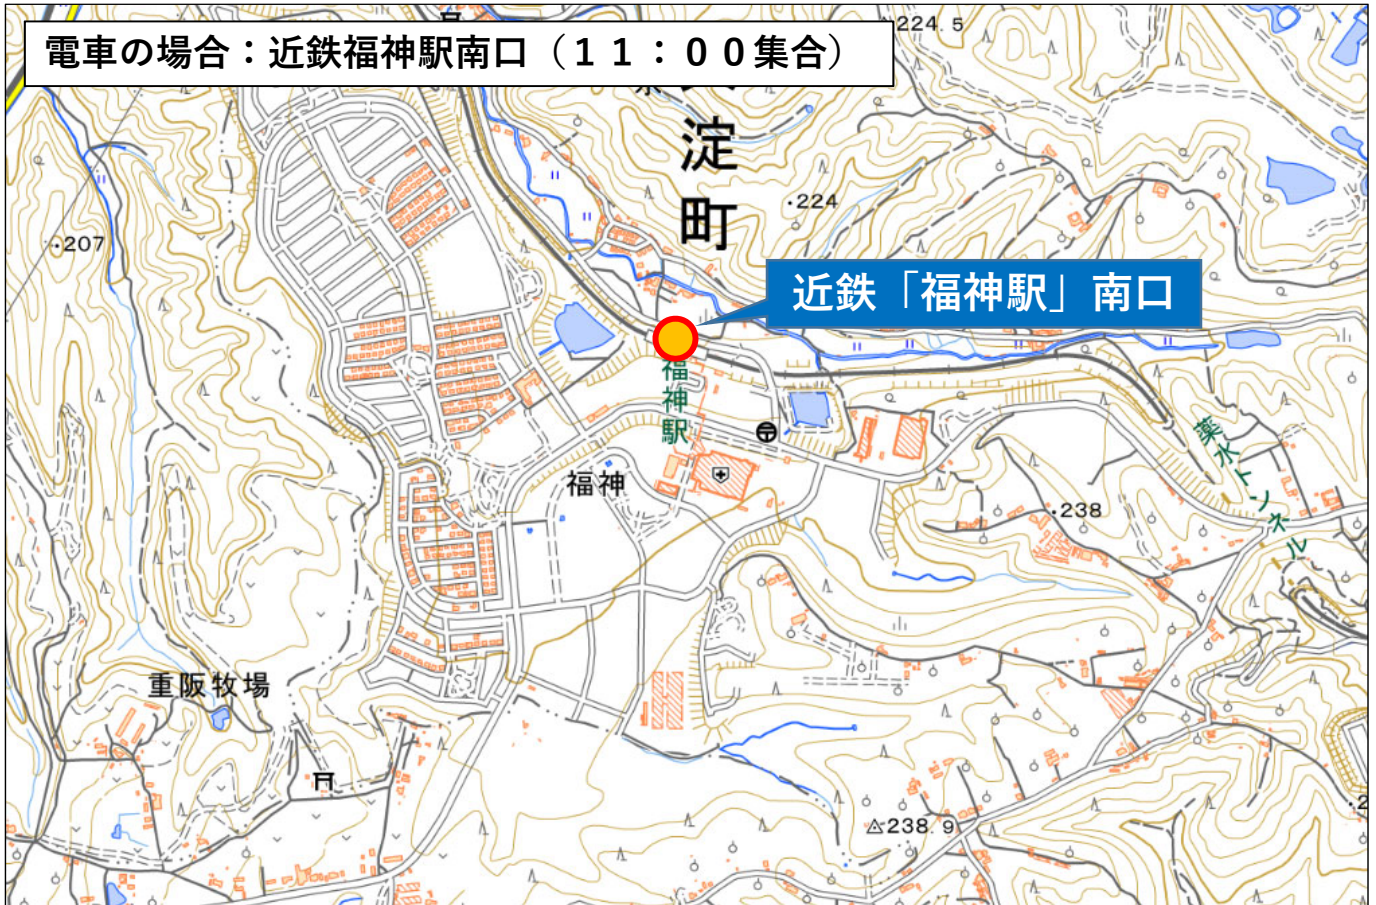 電車の場合：近鉄福神駅南口（１１：００集合）
224.5
淀町
・224
・207
近鉄「福神駅」南口
福神駅
薬水トンネル
福神
・238
重阪牧場
238.9